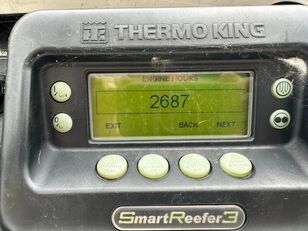 THERMO KING
ENGINE HOURS
2687
EXIT BACK NEXT
SmartReefer3